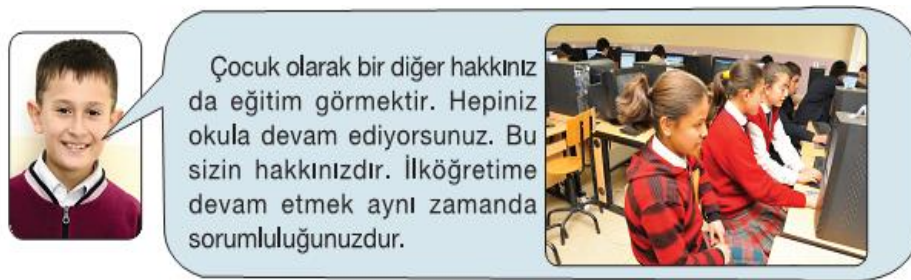 Çocuk olarak bir diğer hakkınız
da eğitim görmektir. Hepiniz
okula devam ediyorsunuz. Bu
sizin hakkınızdır. İlköğretime
devam etmek aynı zamanda
sorumluluğunuzdur.